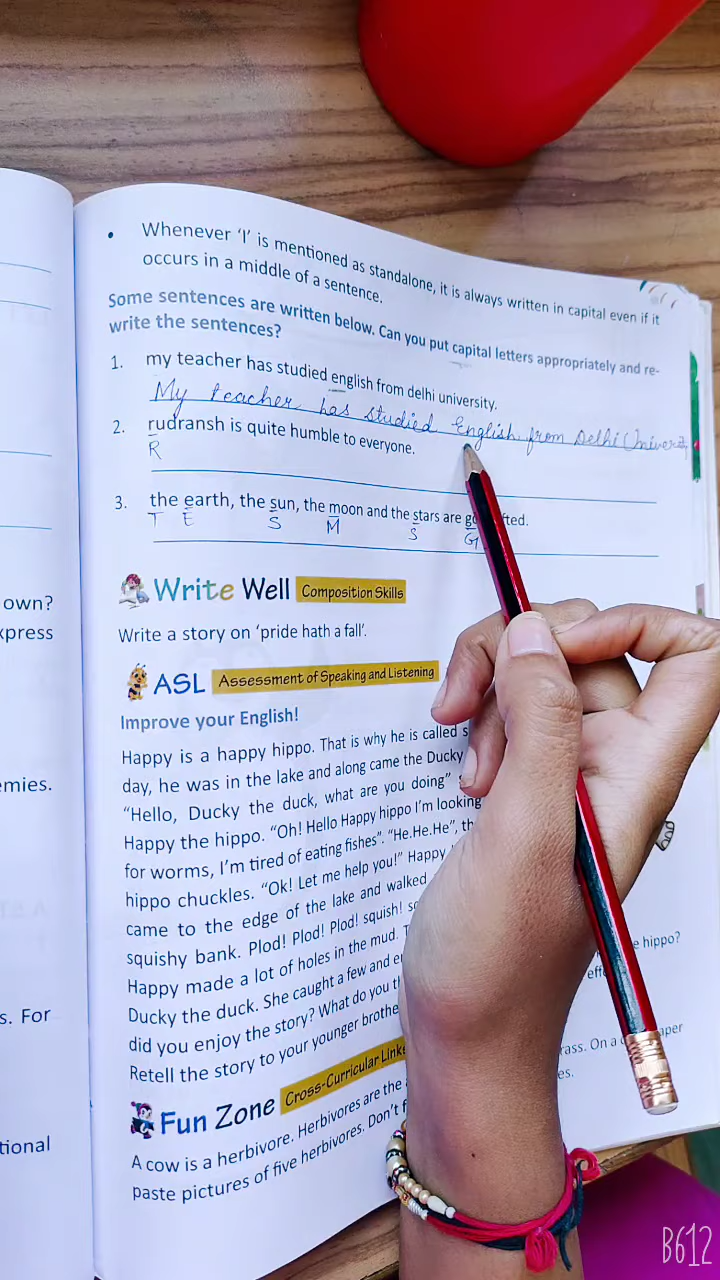 • Whenever 'I' is mentioned as standalone, it is always written in capital even if it
occurs in a middle of a sentence.
Some sentences are written below. Can you put capital letters appropriately and re-
write the sentences?
1. my teacher has studied english from delhi university.
My teacher has studied English from Delhi Univer
2. rudransh is quite humble to everyone.
R
3. the earth, the sun, the moon and the stars are fted.
T E S M S G
Write Well Composition Skills
Write a story on 'pride hath a fall'.
ASL Assessment of Speaking and Listening
Improve your English!
Happy is a happy hippo. That is why he is called
day, he was in the lake and along came the Ducky
"Hello, Ducky the duck, what are you doing"
Happy the hippo. "Oh! Hello Happy hippo I'm looking
for worms, I'm tired of eating fishes". "He.He.He",
hippo chuckles. "Ok! Let me help you!" Happy
came to the edge of the lake and walked
squishy bank. Plod! Plod! Plod! squish!
Happy made a lot of holes in the mud.
Ducky the duck. She caught a few and
did you enjoy the story? What do you
Retell the story to your younger
Fun Zone Cross-Curricular
A cow is a herbivore. Herbivores are the
paste pictures of five herbivores. Don't
own?
xpress
emies.
s. For
tional
hippo?
rass. On a
B612